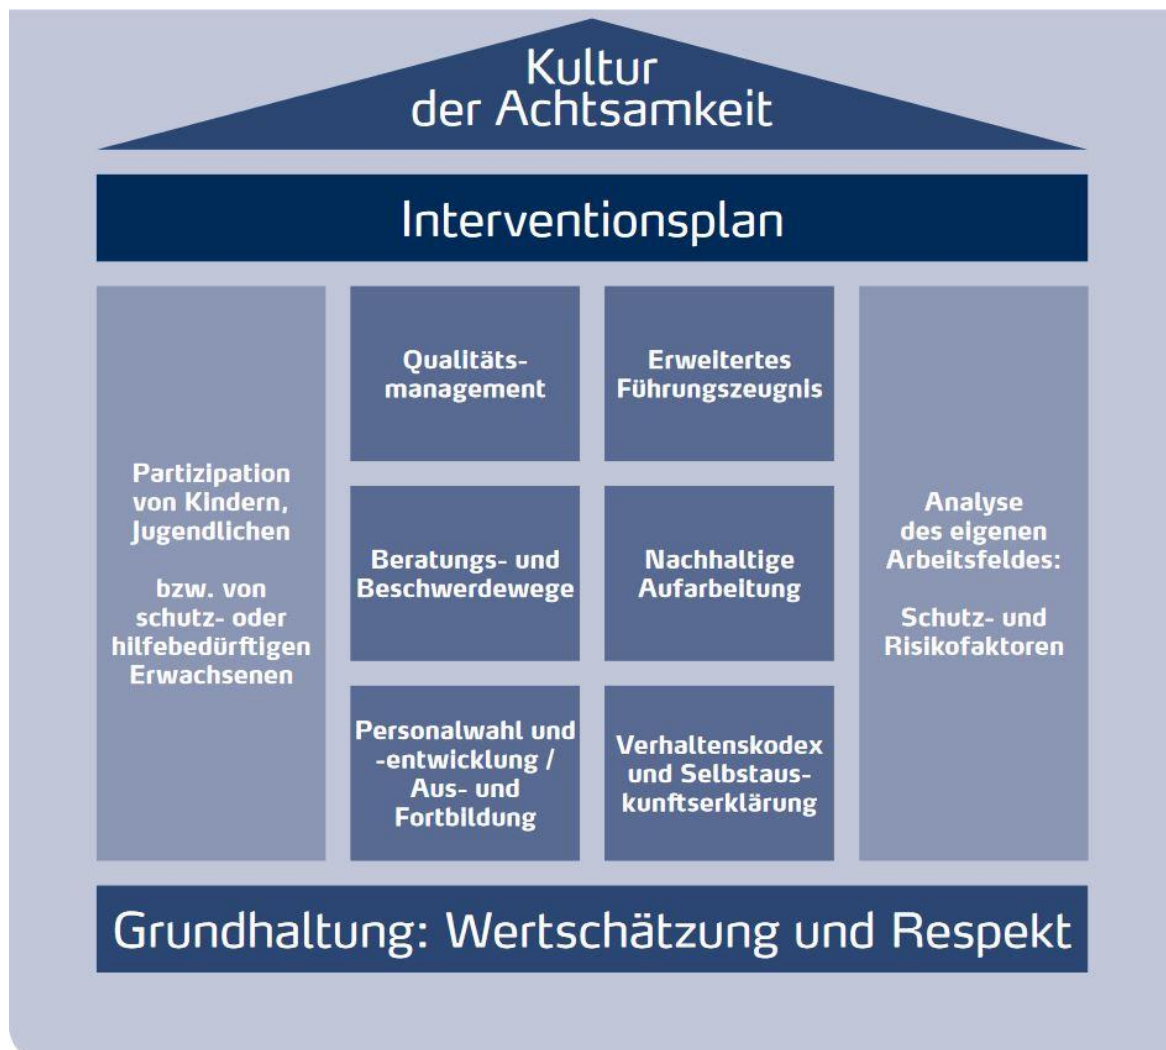 Kultur
der Achtsamkeit
Interventionsplan
Partizipation
von Kindern,
Jugendlichen
bzw. von
schutz- oder
hilfebedürftigen
Erwachsenen
Qualitäts-
management
Erweitertes
Führungszeugnis
Beratungs- und
Beschwerdewege
Nachhaltige
Aufarbeitung
Personalwahl und
-entwicklung /
Aus- und
Fortbildung
Verhaltenskodex
und Selbstaus-
kunftserklärung
Analyse
des eigenen
Arbeitsfeldes:
Schutz- und
Risikofaktoren
Grundhaltung: Wertschätzung und Respekt